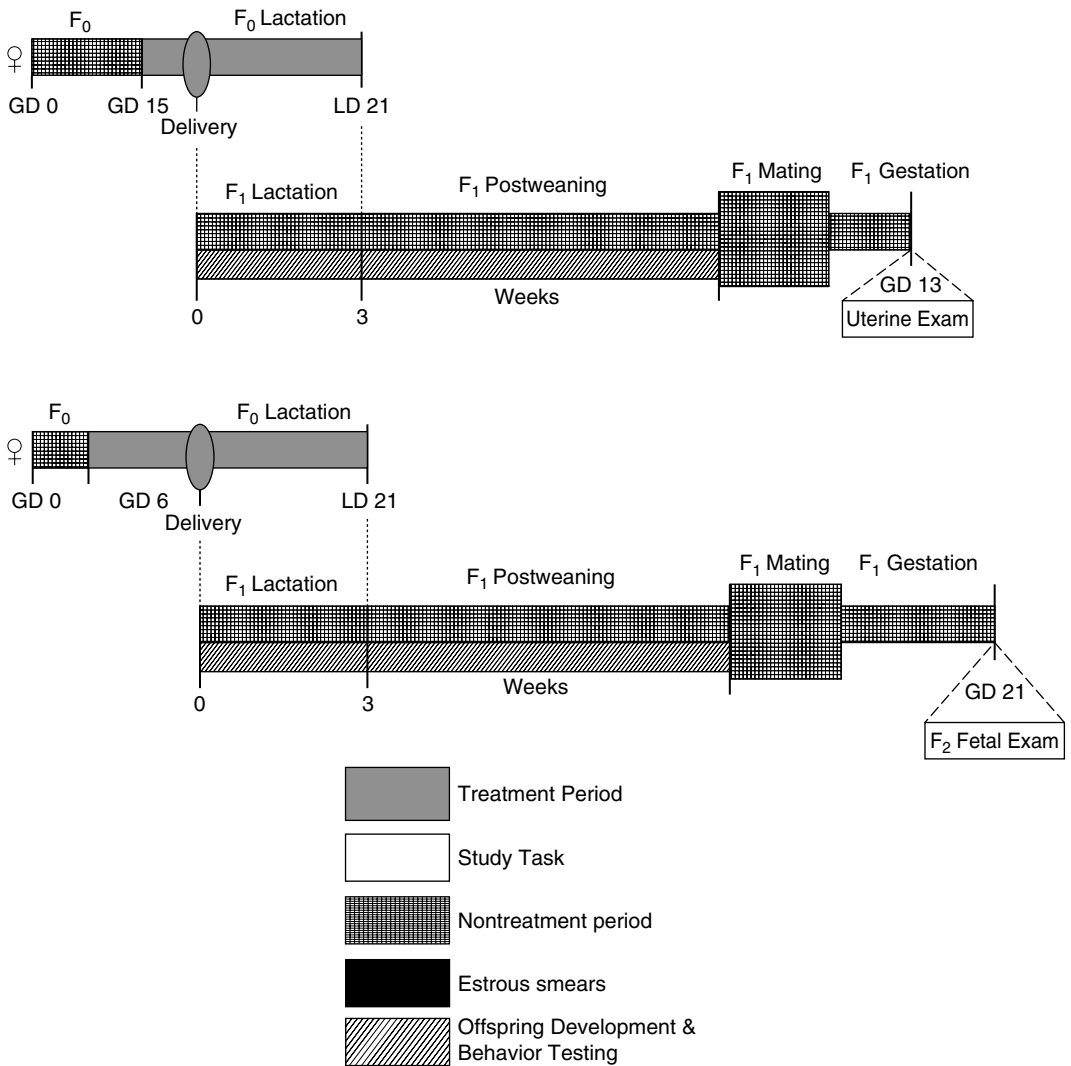 F₀
F₀ Lactation
♀
GD 0
GD 15
LD 21
Delivery
F₁ Lactation
F₁ Postweaning
F₁ Mating
F₁ Gestation
Weeks
0
3
GD 13
Uterine Exam
F₀
F₀ Lactation
♀
GD 0
GD 6
LD 21
Delivery
F₁ Lactation
F₁ Postweaning
F₁ Mating
F₁ Gestation
Weeks
0
3
GD 21
F₂ Fetal Exam
Treatment Period
Study Task
Nontreatment period
Estrous smears
Offspring Development &
Behavior Testing